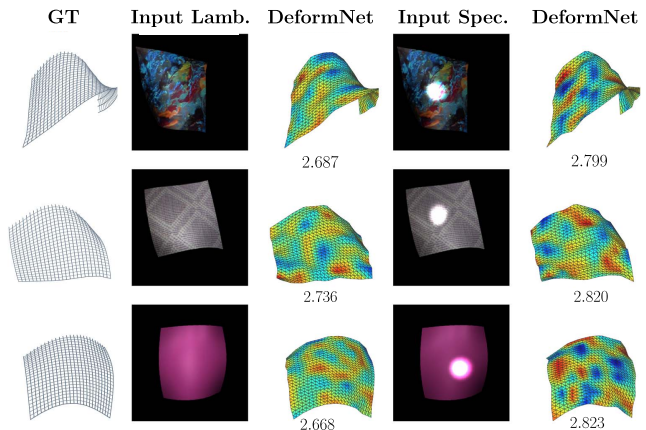 GT Input Lamb. DeformNet Input Spec. DeformNet
2.687 2.799
2.736 2.820
2.668 2.823